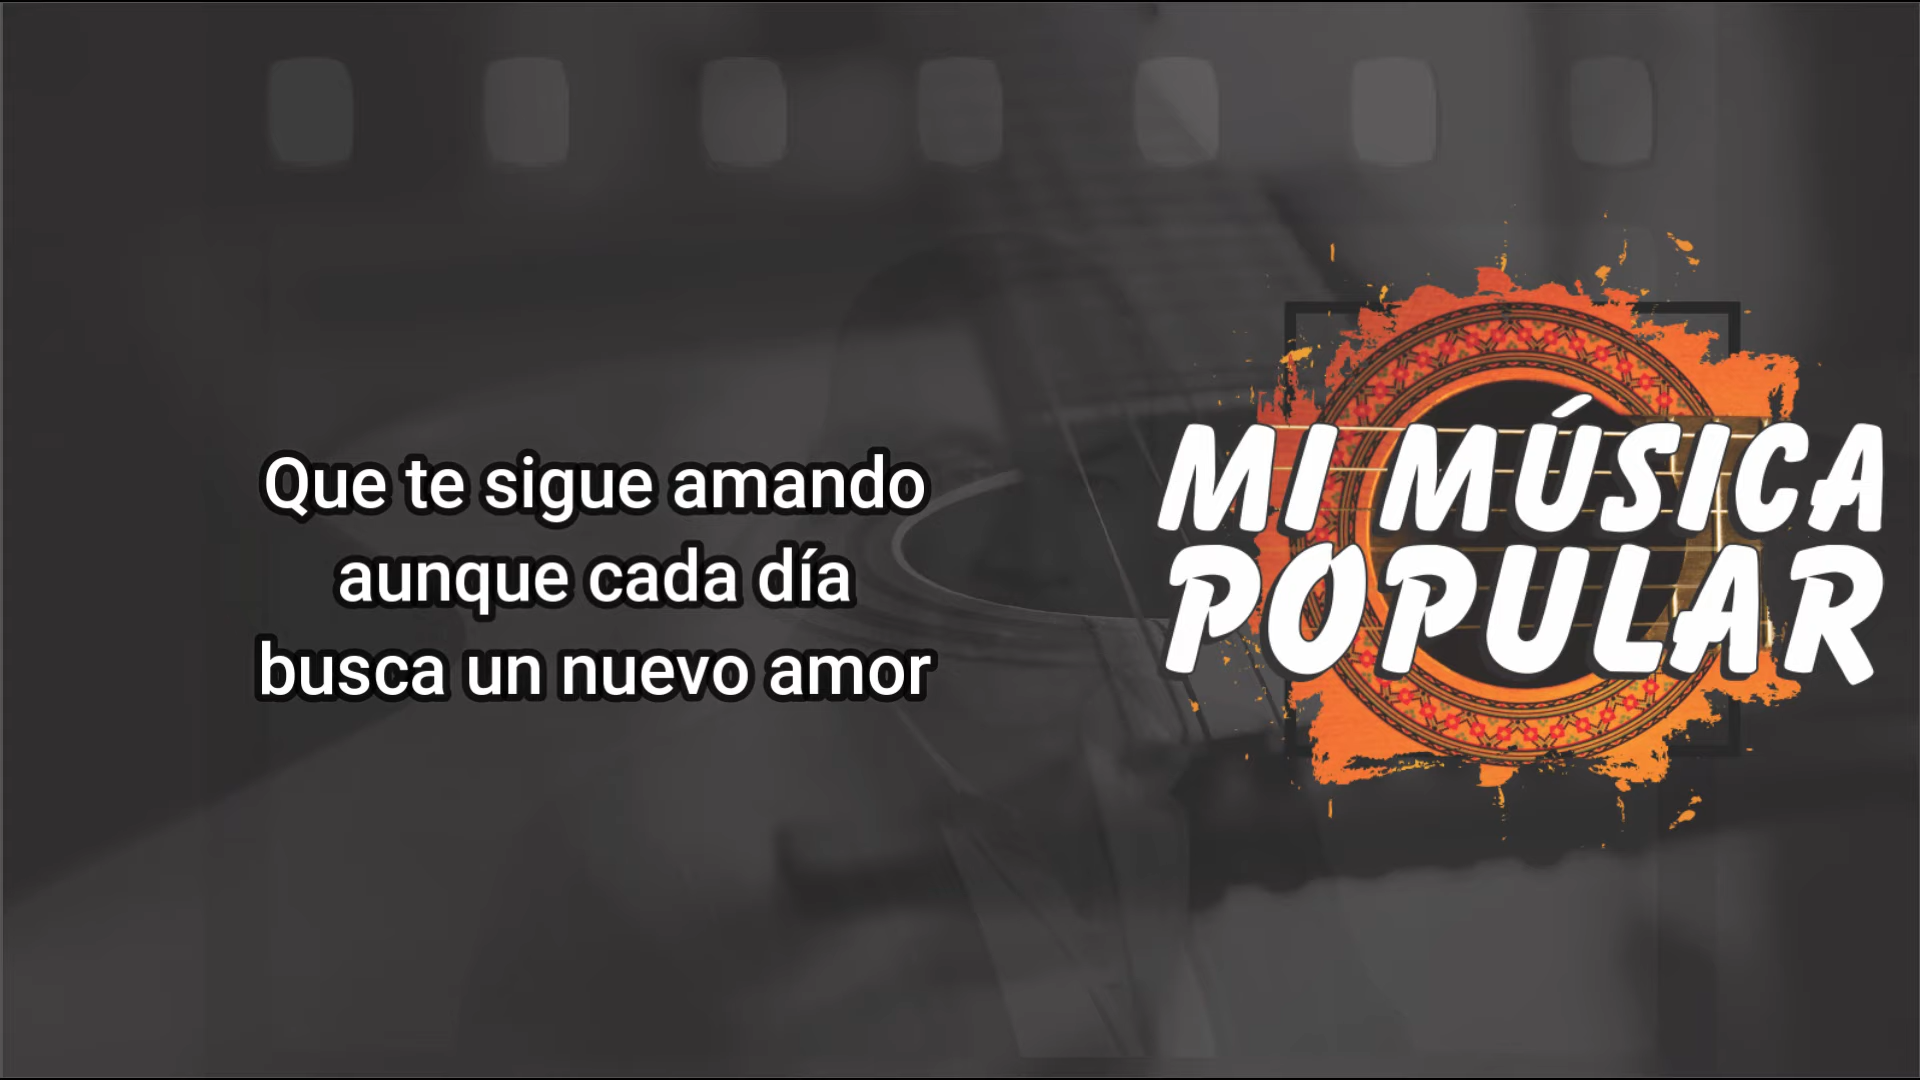 Que te sigue amando
aunque cada día
busca un nuevo amor
MI MÚSICA
POPULAR